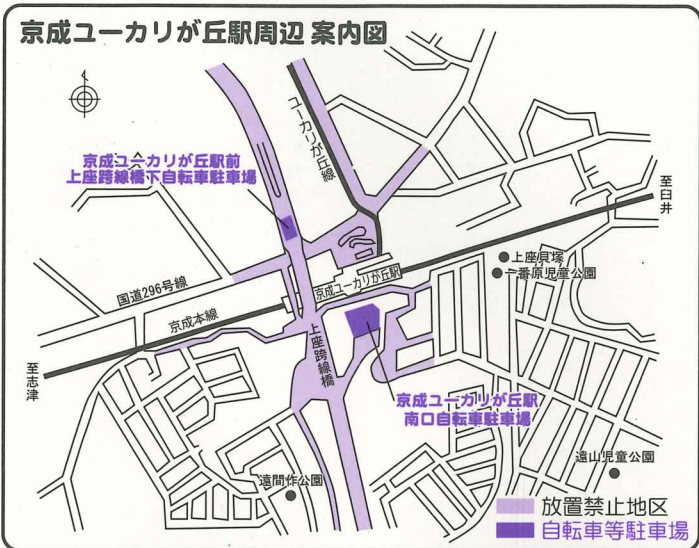 京成ユーカリが丘駅周辺 案内図
ユーカリが丘線
京成ユーカリが丘駅前
上座跨線橋下自転車駐車場
至臼井
上座貝塚
一番原児童公園
国道296号線
京成ユーカリが丘駅
京成本線
上座跨線橋
至志津
京成ユーカリが丘駅
南口自転車駐車場
遠山児童公園
遠間作公園
放置禁止地区
自転車等駐車場